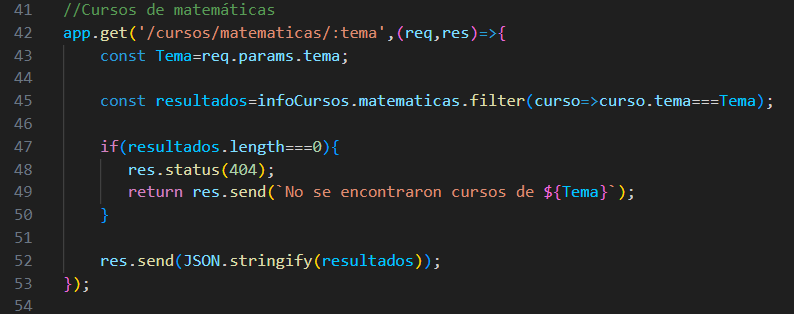 41 //Cursos de matemáticas
42 app.get('/cursos/matematicas/:tema',(req,res)=>{
43     const Tema=req.params.tema;
44
45     const resultados=infoCursos.matematicas.filter(curso=>curso.tema===Tema);
46
47     if(resultados.length===0){
48        res.status(404);
49        return res.send(`No se encontraron cursos de ${Tema}`);
50     }
51
52     res.send(JSON.stringify(resultados));
53 });
54